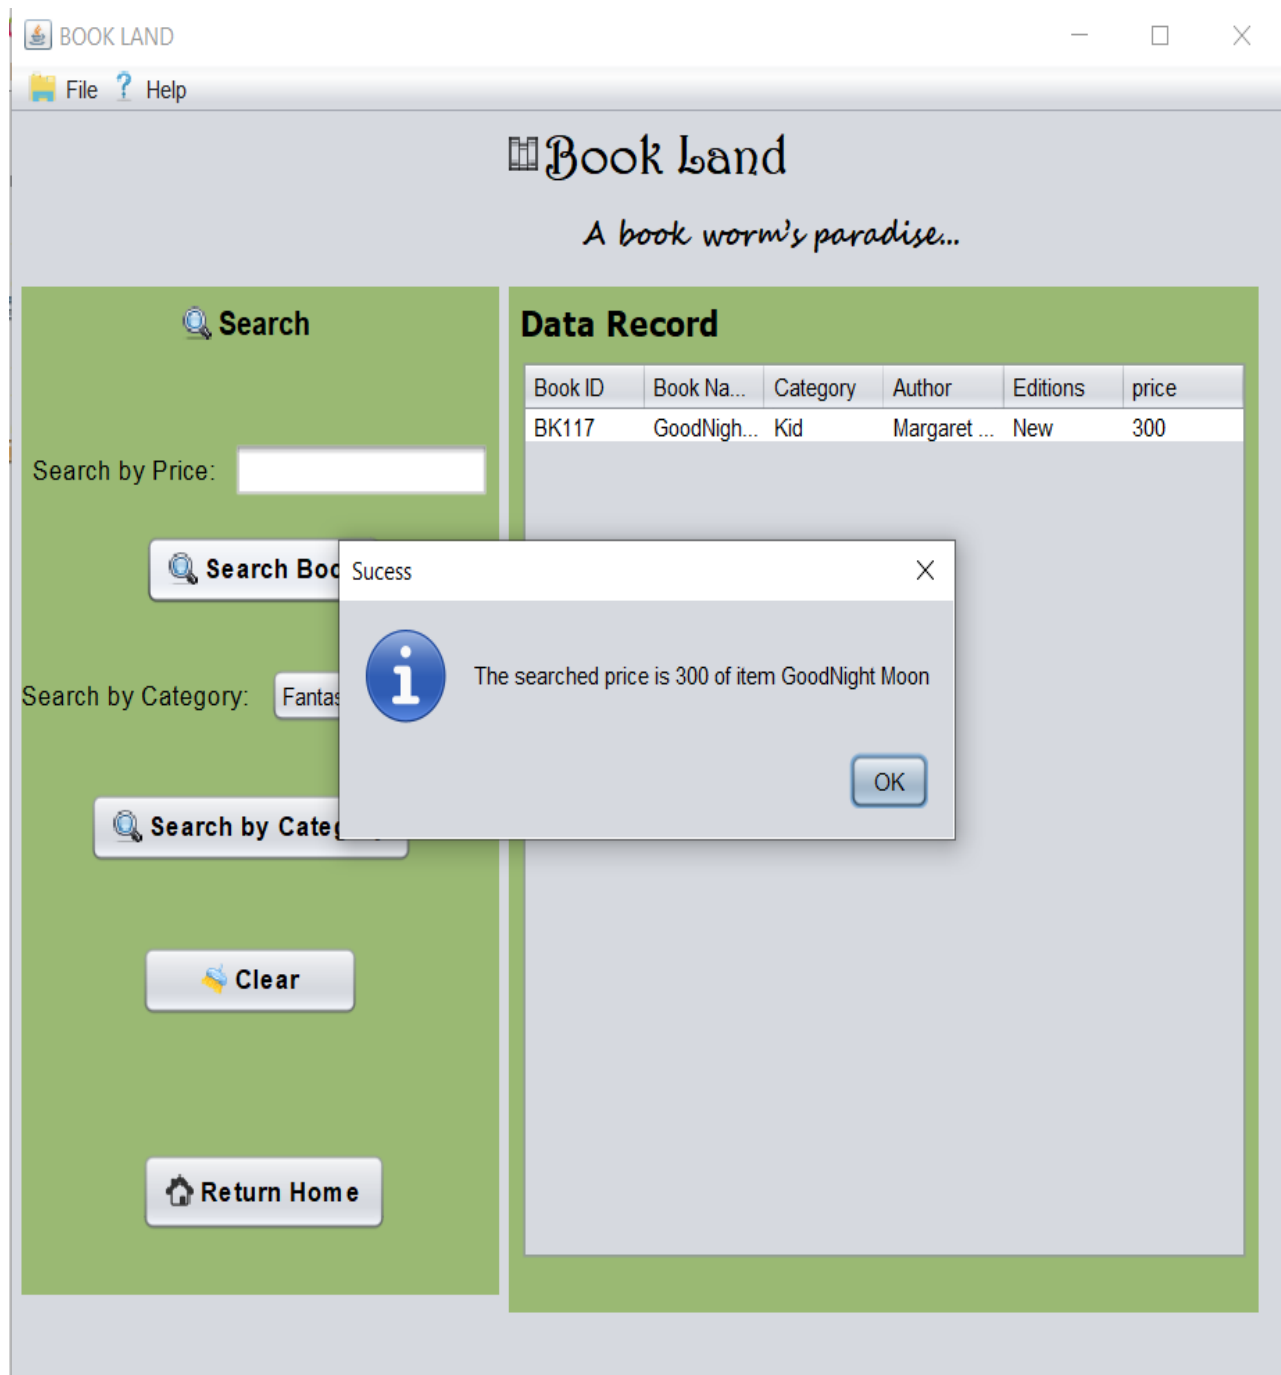 BOOK LAND
File Help
Book Land
A book worm's paradise...
Search
Search by Price:
Search Boo
Search by Category: Fantas
Search by Cate
Clear
Return Home
Data Record
Book ID Book Na... Category Author Editions price
BK117 GoodNigh... Kid Margaret ... New 300
Sucess
The searched price is 300 of item GoodNight Moon
OK